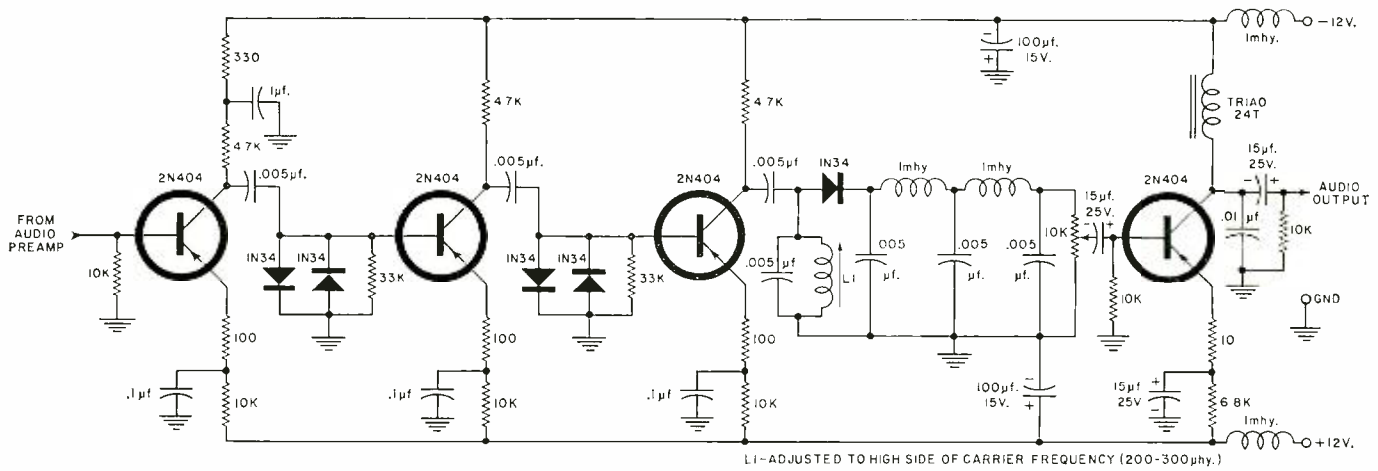 330
1µf.
4.7K
.005µf.
2N404
FROM
AUDIO
PREAMP
10K
IN34
IN34
33K
100
.1µf
10K
4.7K
.005µf.
2N404
IN34
IN34
33K
100
.1µf
10K
4.7K
.005µf
2N404
100
.1µf
10K
IN34
.005µf
L1
1mhy
1mhy
.005
µf.
.005
µf.
.005
µf.
10K
100µf.
15V.
100µf.
15V.
15µf.
25V.
10K
2N404
1mhy.
-12V.
TRIAD
24T
15µf.
25V.
AUDIO
OUTPUT
.01µf
10K
GND
10
15µf
25V
6.8K
1mhy.
+12V.
L1-ADJUSTED TO HIGH SIDE OF CARRIER FREQUENCY (200-300µhy.)